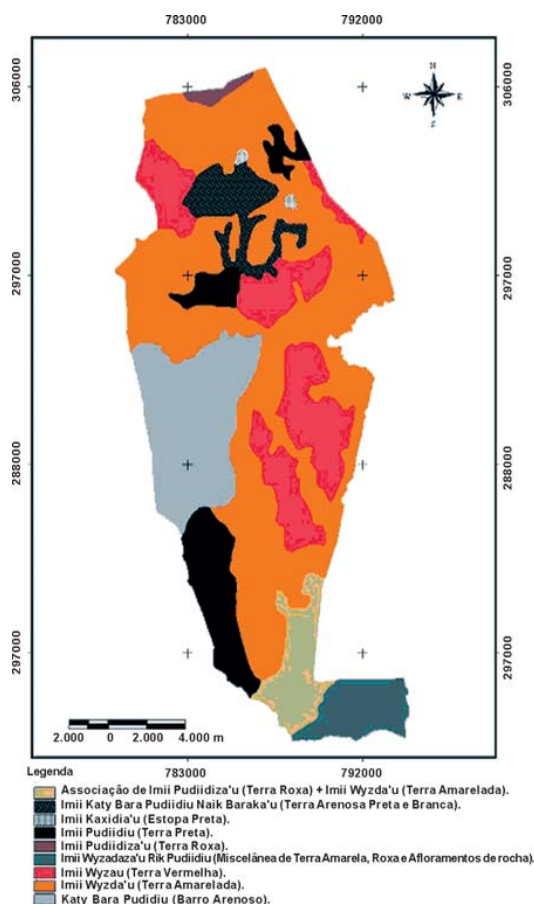 783000 792000
N
W E
S
306000 306000
297000 297000
288000 288000
297000 297000
2.000 0 2.000 4.000 m
783000 792000
Legenda
Associação de Imii Pudiidiza'u (Terra Roxa) + Imii Wyzda'u (Terra Amarelada).
Imii Katy Bara Pudiidiu Naik Baraka'u (Terra Arenosa Preta e Branca).
Imii Kaxidia'u (Estopa Preta).
Imii Pudiidiu (Terra Preta).
Imii Pudiidiza'u (Terra Roxa).
Imii Wyzadaza'u Rik Pudiidiu (Miscelânea de Terra Amarela, Roxa e Afloramentos de rocha).
Imii Wyzau (Terra Vermelha).
Imii Wyzda'u (Terra Amarelada).
Katy Bara Pudidiu (Barro Arenoso).